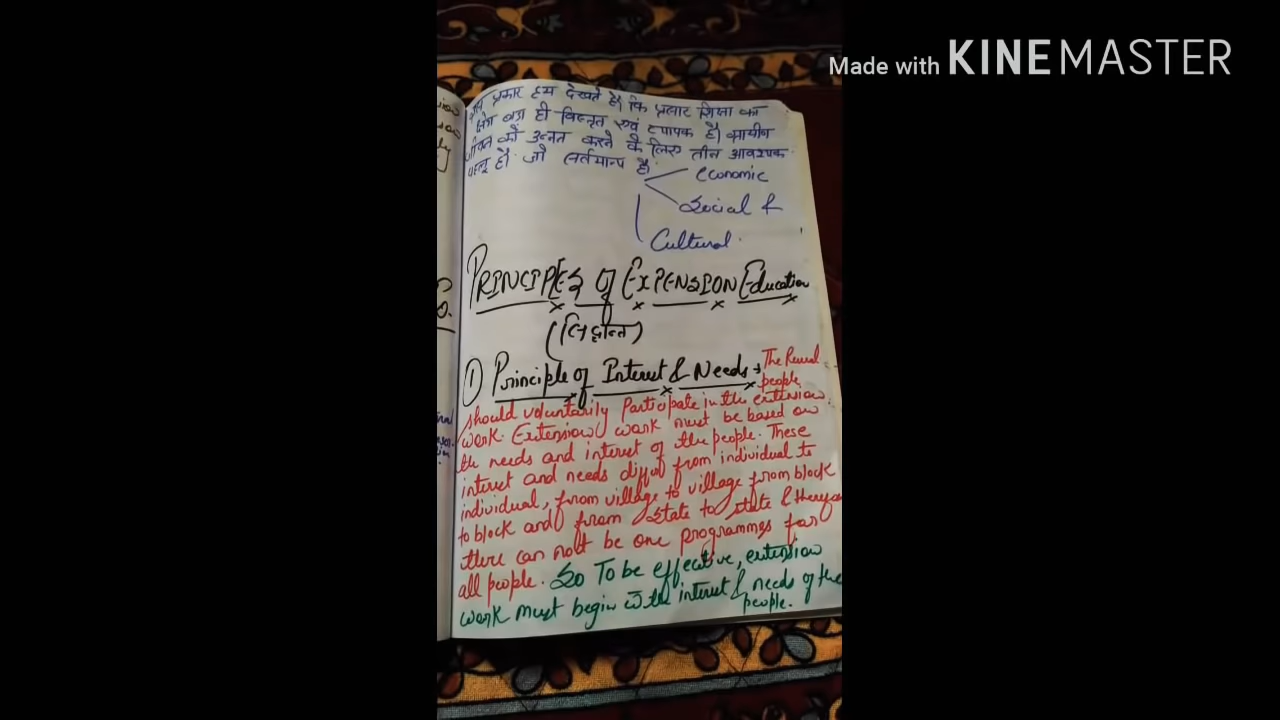 Made with KINEMASTER
प्रकार हम देखते है। कि प्रसार शिक्षा का
क्षेत्र बड़ा ही विस्तृत एवं व्यापक है। ग्रामीण
जीवन को उन्नत करने के लिए तीन आवश्यक
पहलू है। जो वर्तमान्प है।
economic
Social &
Cultural.
PRINCIPLES of EXPENSION Education
(सिद्धान्त)
① Principle of Interest & Needs → The Rural
people
should voluntarily Participate in the extension
work. Extension work must be based on
the needs and interest of the people. These
interest and needs differ from individual to
individual, from village to village from block
to block and from state to state &
there can not be one programmes for
all people. So To be effective, extension
work must begin w the interest & needs of the
people.